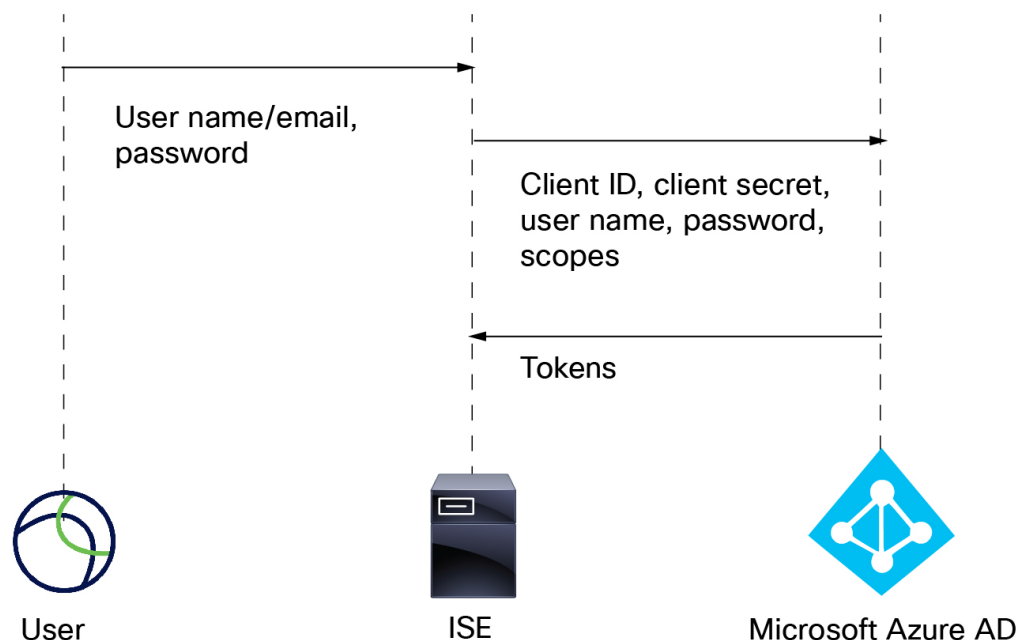 User name/email,
password
Client ID, client secret,
user name, password,
scopes
Tokens
User
ISE
Microsoft Azure AD